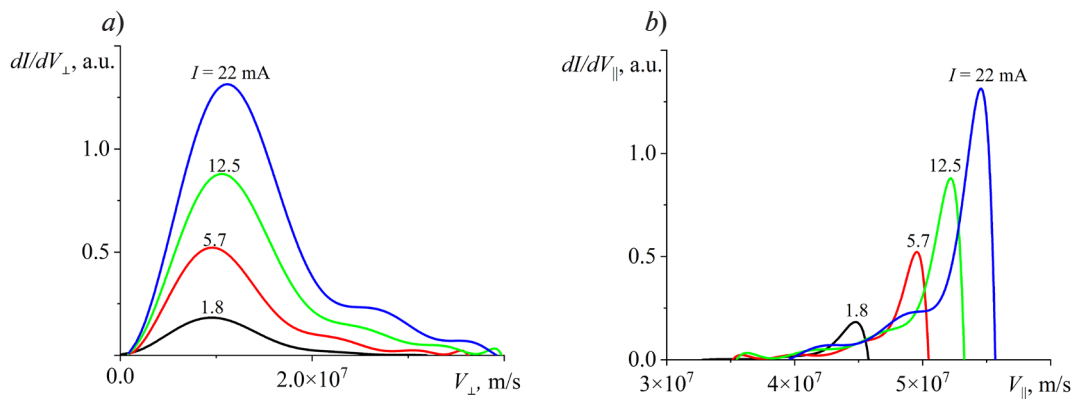 a)
dI/dV⊥, a.u.
I = 22 mA
1.0
12.5
5.7
0.5
1.8
0.0
2.0×10⁷
V⊥, m/s
b)
dI/dV∥, a.u.
I = 22 mA
1.0
12.5
5.7
0.5
1.8
0.0
3×10⁷
4×10⁷
5×10⁷
V∥, m/s